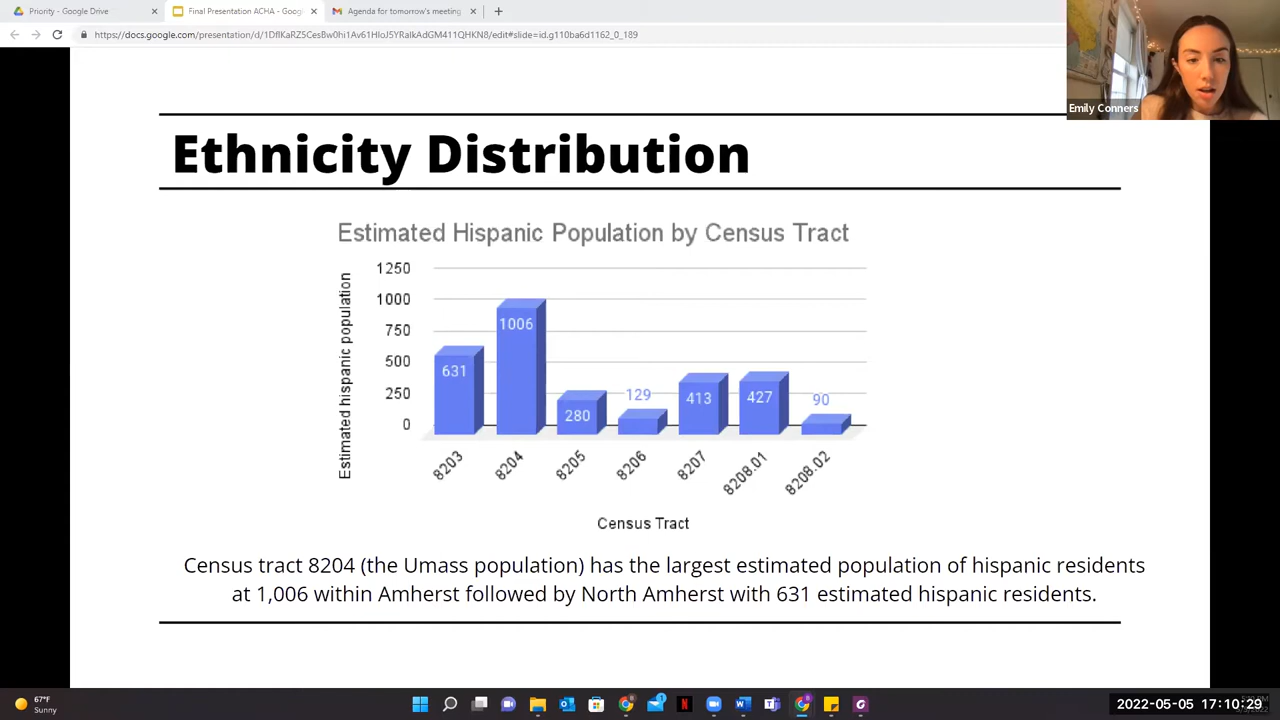 Priority - Google Drive
Final Presentation ACHA - Goog
Agenda for tomorrow's meeting
https://docs.google.com/presentation/d/1DflKaRZ5CesBw0hi1Av61HloJ5YRalkAdGM411QHKN8/edit#slide=id.g110ba6d1162_0_189
Emily Conners
Ethnicity Distribution
Estimated Hispanic Population by Census Tract
Estimated hispanic population
1250
1000
750
500
250
0
631
1006
280
129
413
427
90
8203
8204
8205
8206
8207
8208.01
8208.02
Census Tract
Census tract 8204 (the Umass population) has the largest estimated population of hispanic residents
at 1,006 within Amherst followed by North Amherst with 631 estimated hispanic residents.
67°F
Sunny
2022-05-05 17:10:29